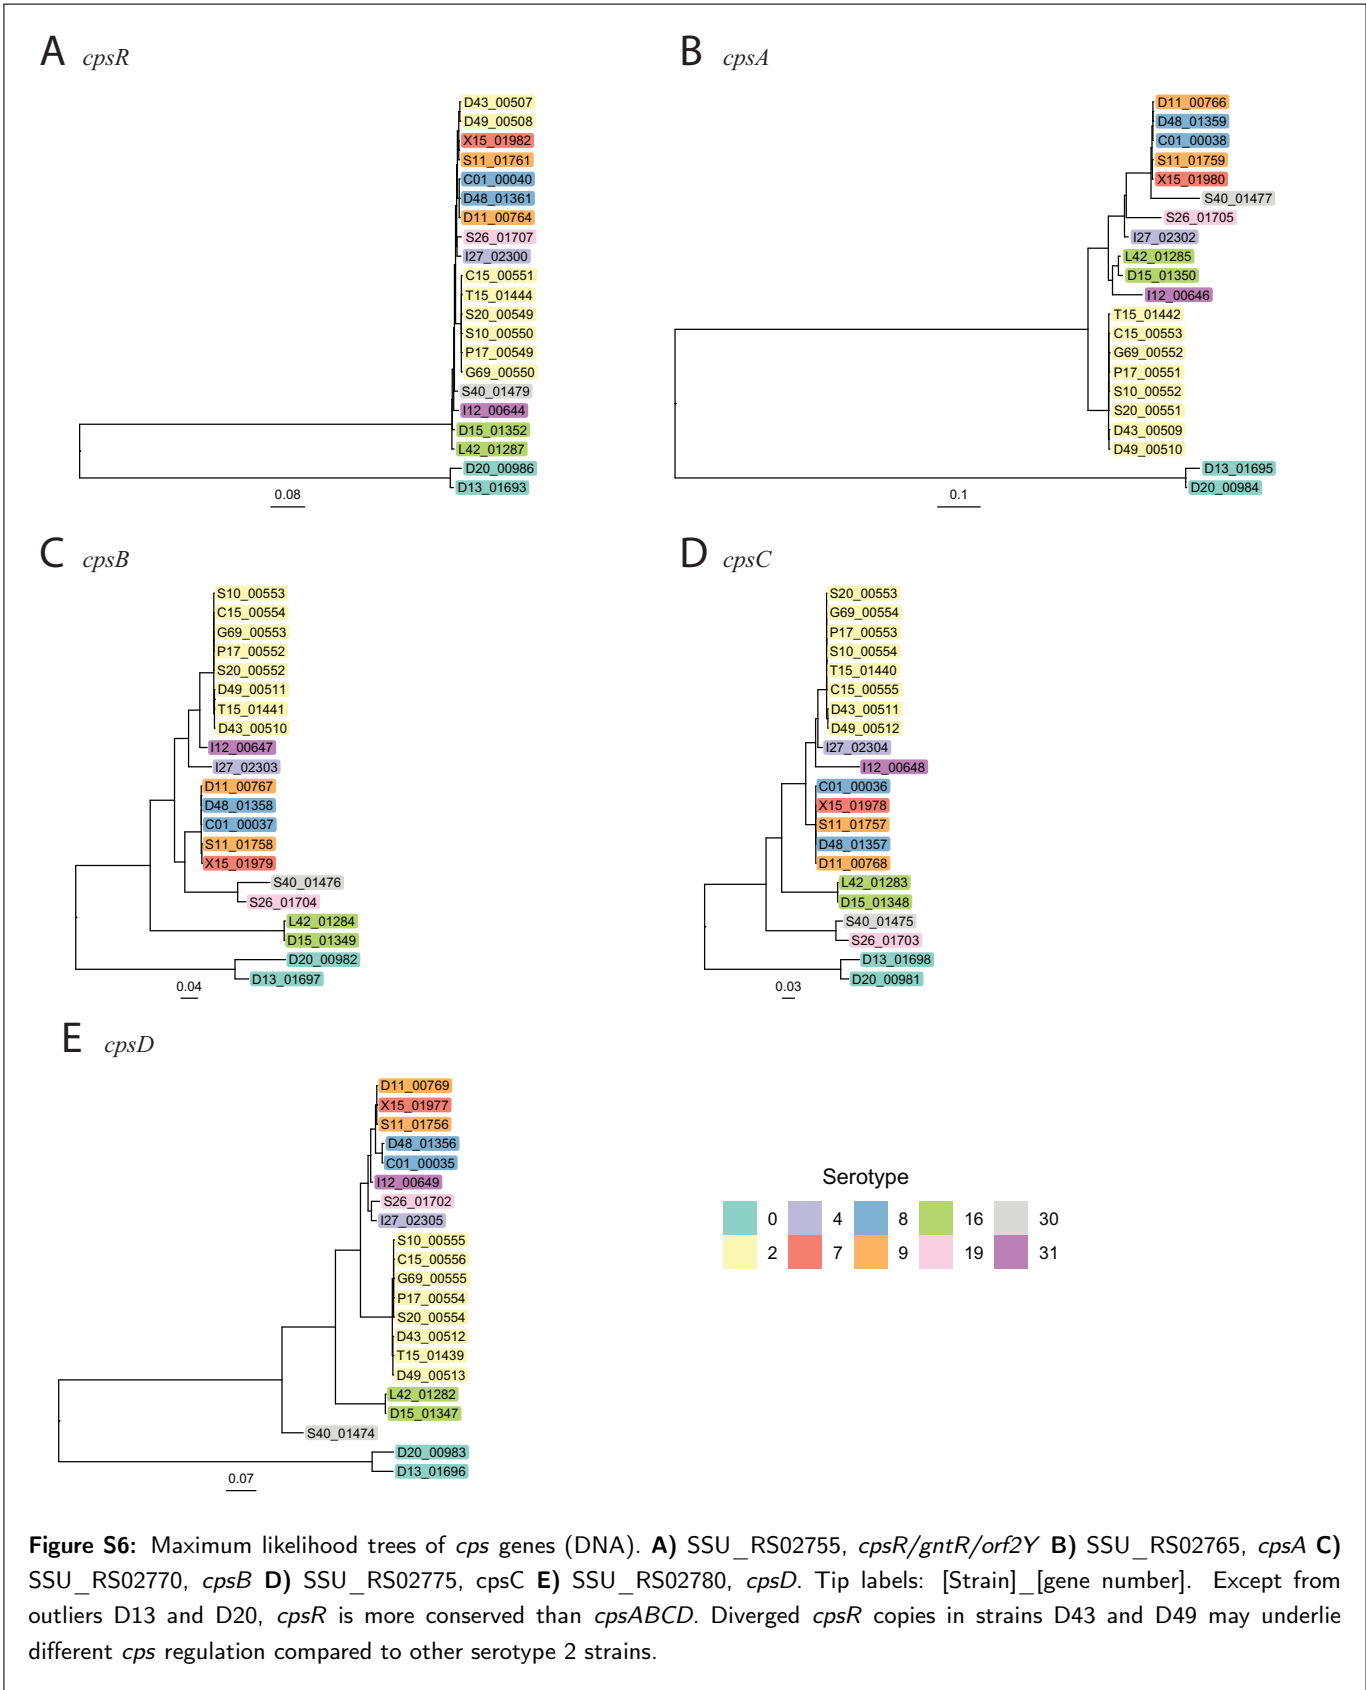 A cpsR
D43_00507
D49_00508
X15_01982
S11_01761
C01_00040
D48_01361
D11_00764
S26_01707
I27_02300
C15_00551
T15_01444
S20_00549
S10_00550
P17_00549
G69_00550
S40_01479
I12_00644
D15_01352
L42_01287
D20_00986
D13_01693
0.08
B cpsA
D11_00766
D48_01359
C01_00038
S11_01759
X15_01980
S40_01477
S26_01705
I27_02302
L42_01285
D15_01350
I12_00646
T15_01442
C15_00553
G69_00552
P17_00551
S10_00552
S20_00551
D43_00509
D49_00510
D13_01695
D20_00984
0.1
C cpsB
S10_00553
C15_00554
G69_00553
P17_00552
S20_00552
D49_00511
T15_01441
D43_00510
I12_00647
I27_02303
D11_00767
D48_01358
C01_00037
S11_01758
X15_01979
S40_01476
S26_01704
L42_01284
D15_01349
D20_00982
D13_01697
0.04
D cpsC
S20_00553
G69_00554
P17_00553
S10_00554
T15_01440
C15_00555
D43_00511
D49_00512
I27_02304
I12_00648
C01_00036
X15_01978
S11_01757
D48_01357
D11_00768
L42_01283
D15_01348
S40_01475
S26_01703
D13_01698
D20_00981
0.03
E cpsD
D11_00769
X15_01977
S11_01756
D48_01356
C01_00035
I12_00649
S26_01702
I27_02305
S10_00555
C15_00556
G69_00555
P17_00554
S20_00554
D43_00512
T15_01439
D49_00513
L42_01282
D15_01347
S40_01474
D20_00983
D13_01696
0.07
Serotype
0 4 8 16 30
2 7 9 19 31
Figure S6: Maximum likelihood trees of cps genes (DNA). A) SSU_RS02755, cpsR/gntR/orf2Y B) SSU_RS02765, cpsA C)
SSU_RS02770, cpsB D) SSU_RS02775, cpsC E) SSU_RS02780, cpsD. Tip labels: [Strain]_[gene number]. Except from
outliers D13 and D20, cpsR is more conserved than cpsABCD. Diverged cpsR copies in strains D43 and D49 may underlie
different cps regulation compared to other serotype 2 strains.